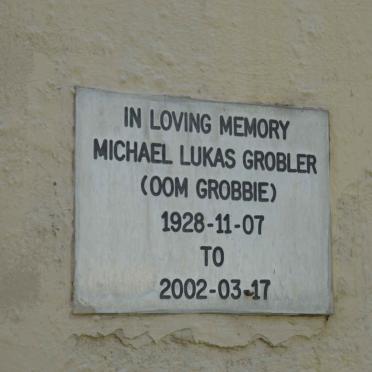 IN LOVING MEMORY
MICHAEL LUKAS GROBLER
(OOM GROBBIE)
1928-11-07
TO
2002-03-17